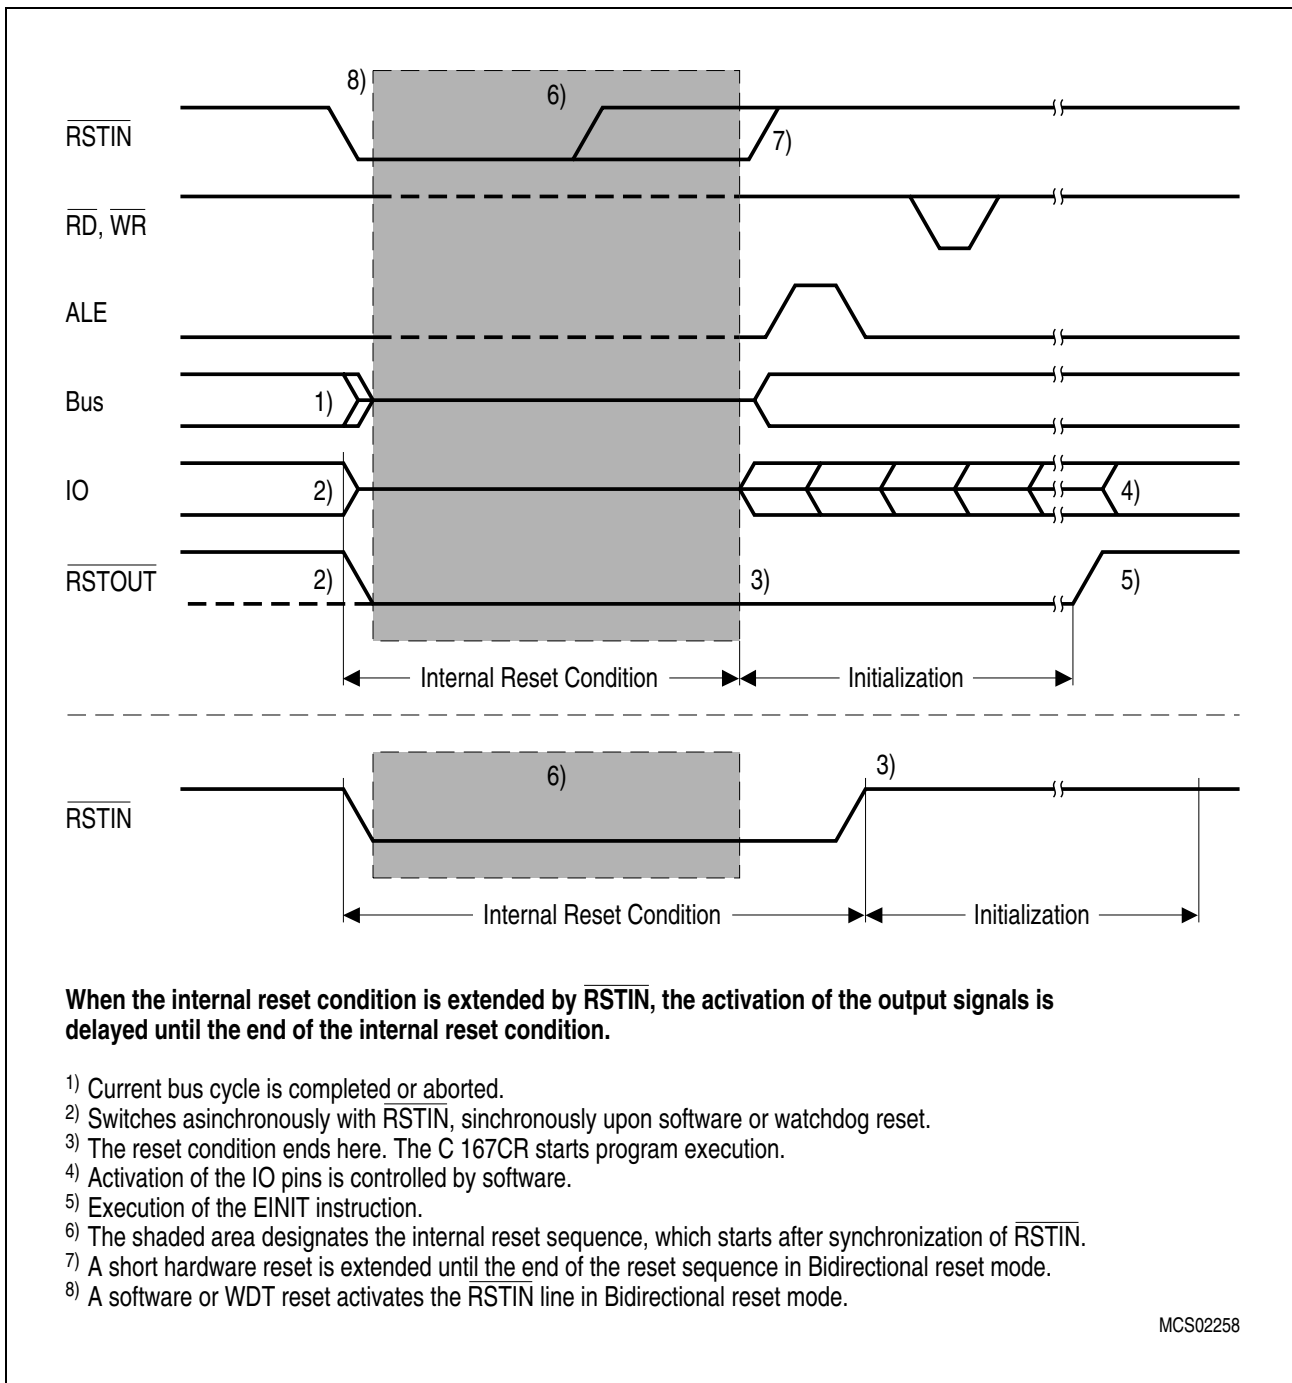 8)
6)
RSTIN
7)
RD, WR
ALE
Bus
1)
IO
2)
4)
RSTOUT
2)
3)
5)
Internal Reset Condition
Initialization
6)
3)
RSTIN
Internal Reset Condition
Initialization
When the internal reset condition is extended by RSTIN, the activation of the output signals is
delayed until the end of the internal reset condition.
1) Current bus cycle is completed or aborted.
2) Switches asinchronously with RSTIN, sinchronously upon software or watchdog reset.
3) The reset condition ends here. The C 167CR starts program execution.
4) Activation of the IO pins is controlled by software.
5) Execution of the EINIT instruction.
6) The shaded area designates the internal reset sequence, which starts after synchronization of RSTIN.
7) A short hardware reset is extended until the end of the reset sequence in Bidirectional reset mode.
8) A software or WDT reset activates the RSTIN line in Bidirectional reset mode.
MCS02258